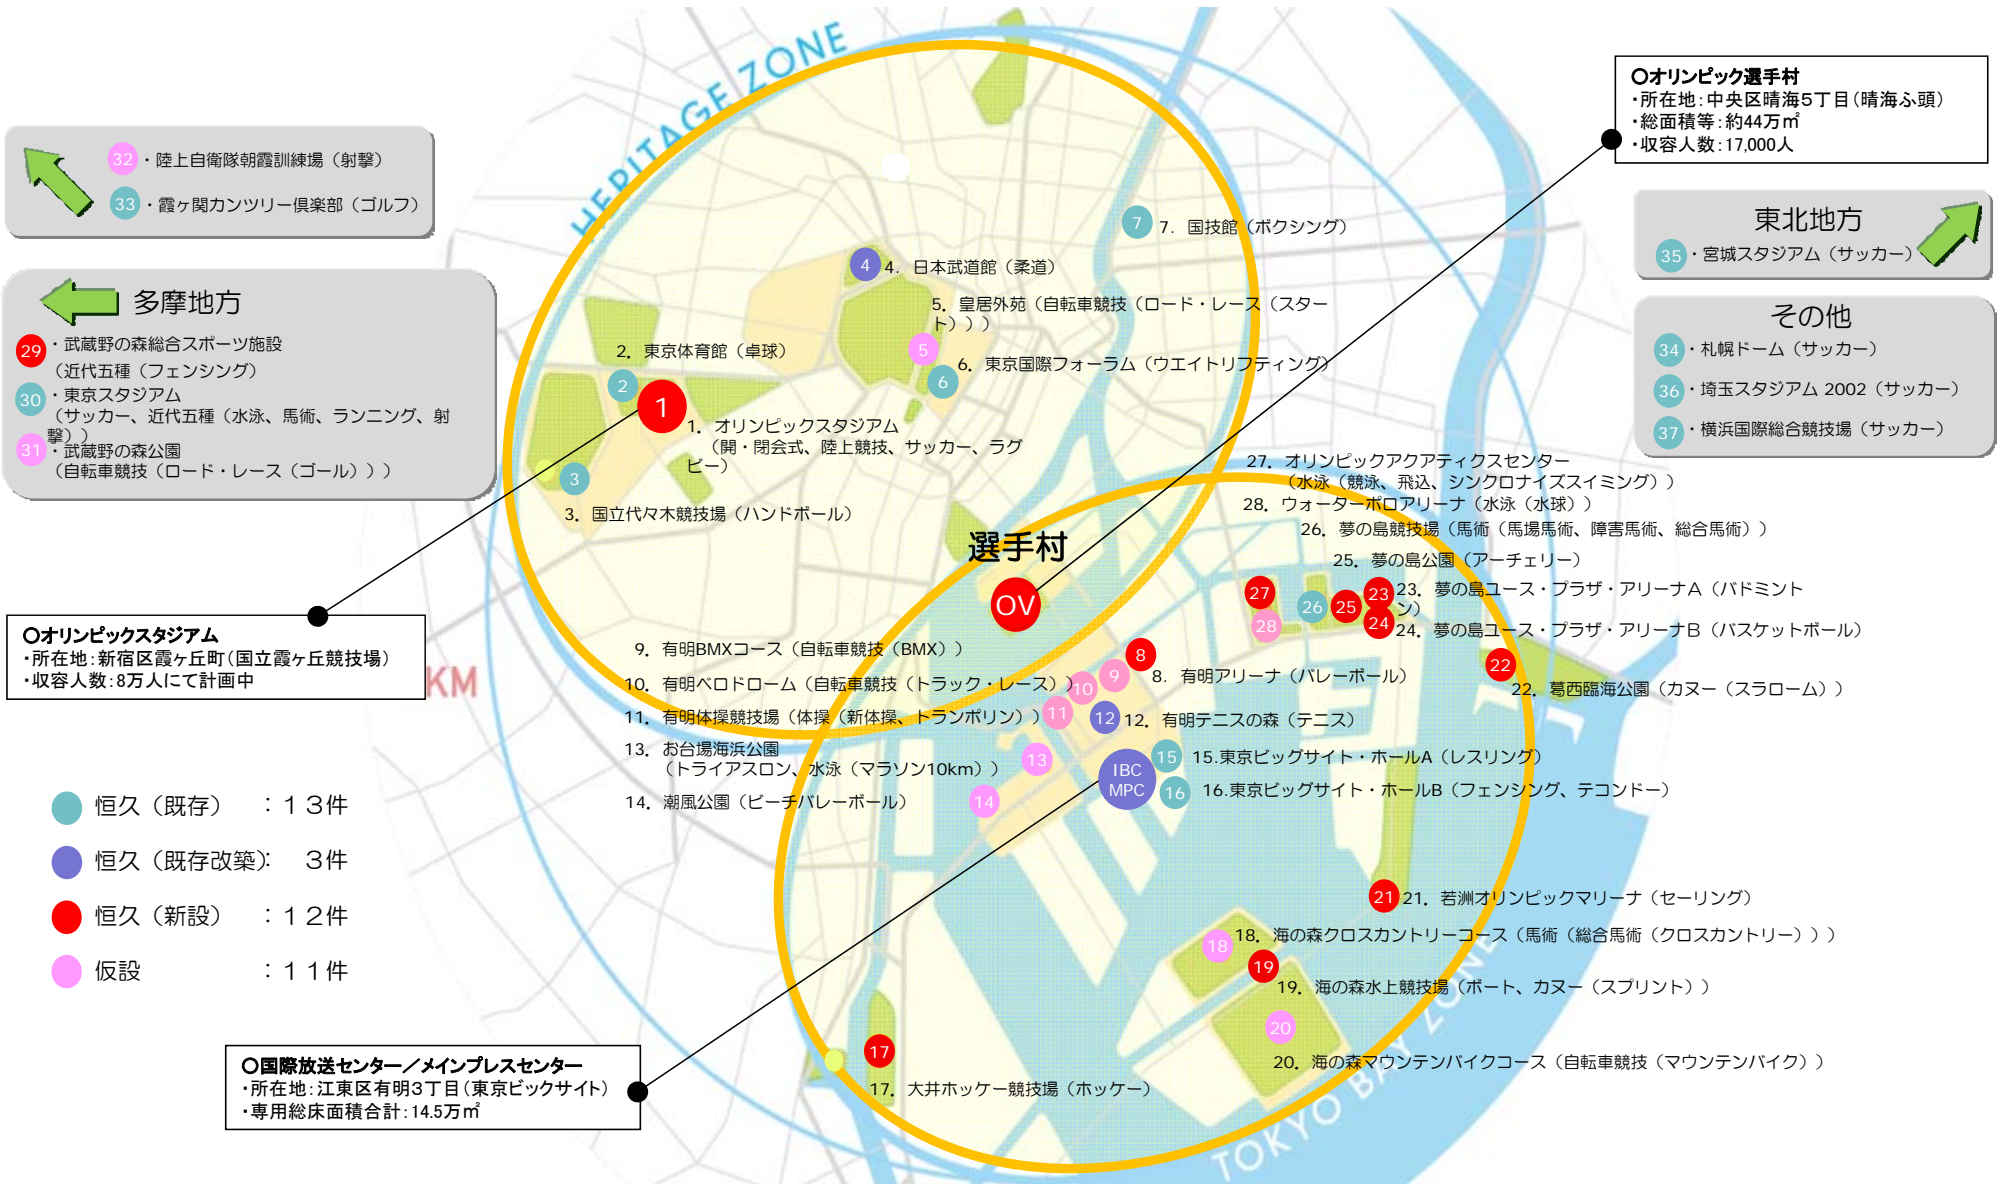 HERITAGE ZONE
○オリンピック選手村
・所在地：中央区晴海5丁目（晴海ふ頭）
・総面積等：約44万㎡
・収容人数：17,000人
32 ・陸上自衛隊朝霞訓練場（射撃）
33 ・霞ヶ関カンツリー倶楽部（ゴルフ）
東北地方
35 ・宮城スタジアム（サッカー）
多摩地方
29 ・武蔵野の森総合スポーツ施設
（近代五種（フェンシング）
30 ・東京スタジアム
（サッカー、近代五種（水泳、馬術、ランニング、射
撃））
31 ・武蔵野の森公園
（自転車競技（ロード・レース（ゴール）））
その他
34 ・札幌ドーム（サッカー）
36 ・埼玉スタジアム 2002（サッカー）
37 ・横浜国際総合競技場（サッカー）
7 7．国技館（ボクシング）
4 4．日本武道館（柔道）
5．皇居外苑（自転車競技（ロード・レース（スター
ト）））
5
6 6．東京国際フォーラム（ウエイトリフティング）
2．東京体育館（卓球）
2
1
1．オリンピックスタジアム
（開・閉会式、陸上競技、サッカー、ラグ
ビー）
3
3．国立代々木競技場（ハンドボール）
選手村
OV
27．オリンピックアクアティクスセンター
（水泳（競泳、飛込、シンクロナイズスイミング））
28．ウォーターポロアリーナ（水泳（水球））
26．夢の島競技場（馬術（馬場馬術、障害馬術、総合馬術））
25．夢の島公園（アーチェリー）
27 26 25 23 23．夢の島ユース・プラザ・アリーナA（バドミント
ン）
28 24 24．夢の島ユース・プラザ・アリーナB（バスケットボール）
22
22．葛西臨海公園（カヌー（スラローム））
○オリンピックスタジアム
・所在地：新宿区霞ヶ丘町（国立霞ヶ丘競技場）
・収容人数：8万人にて計画中
KM
9．有明BMXコース（自転車競技（BMX））
8
9 8．有明アリーナ（バレーボール）
10．有明ベロドローム（自転車競技（トラック・レース）） 10
11．有明体操競技場（体操（新体操、トランポリン）） 11
12 12．有明テニスの森（テニス）
13．お台場海浜公園
（トライアスロン、水泳（マラソン10km）） 13
14．潮風公園（ビーチバレーボール） 14
IBC
MPC
15 15.東京ビッグサイト・ホールA（レスリング）
16 16.東京ビッグサイト・ホールB（フェンシング、テコンドー）
恒久（既存） ：１３件
恒久（既存改築）： ３件
恒久（新設） ：１２件
仮設 ：１１件
21 21．若洲オリンピックマリーナ（セーリング）
18 18．海の森クロスカントリーコース（馬術（総合馬術（クロスカントリー）））
19
19．海の森水上競技場（ボート、カヌー（スプリント））
20
20．海の森マウンテンバイクコース（自転車競技（マウンテンバイク））
17
17．大井ホッケー競技場（ホッケー）
○国際放送センター／メインプレスセンター
・所在地：江東区有明3丁目（東京ビックサイト）
・専用総床面積合計：14.5万㎡
TOKYO BAY ZONE